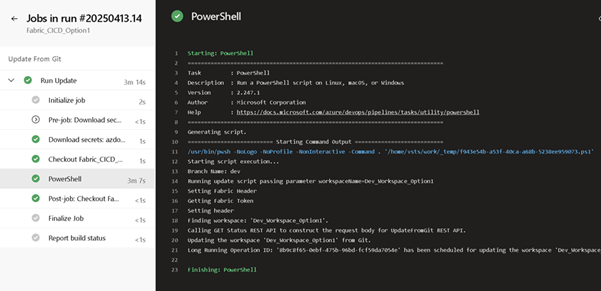 ← Jobs in run #20250413.14
Fabric_CICD_Option1
Update From Git
Run Update 3m 14s
Initialize job 2s
Pre-job: Download sec... <1s
Download secrets: azdo... 1s
Checkout Fabric_CICD_... 1s
PowerShell 3m 7s
Post-job: Checkout Fa... <1s
Finalize Job <1s
Report build status <1s
PowerShell
1 Starting: PowerShell
2 ==============================================================================
3 Task : PowerShell
4 Description : Run a PowerShell script on Linux, macOS, or Windows
5 Version : 2.247.1
6 Author : Microsoft Corporation
7 Help : https://docs.microsoft.com/azure/devops/pipelines/tasks/utility/powershell
8 ==============================================================================
9 Generating script.
10 ========================== Starting Command Output ===========================
11 /usr/bin/pwsh -NoLogo -NoProfile -NonInteractive -Command . '/home/vsts/work/_temp/f943e54b-a53f-40ca-a68b-5238ee959073.ps1'
12 Starting script execution...
13 Branch Name: dev
14 Running update script passing parameter workspaceName=Dev_Workspace_Option1
15 Setting Fabric Header
16 Getting Fabric Token
17 Setting header
18 Finding workspace: 'Dev_Workspace_Option1'.
19 Calling GET Status REST API to construct the request body for UpdateFromGit REST API.
20 Updating the workspace 'Dev_Workspace_Option1' from Git.
21 Long Running Operation ID: '8b9c8f65-0ebf-475b-96bd-fcf59da7054e' has been scheduled for updating the workspace 'Dev_Workspace
22
23 Finishing: PowerShell